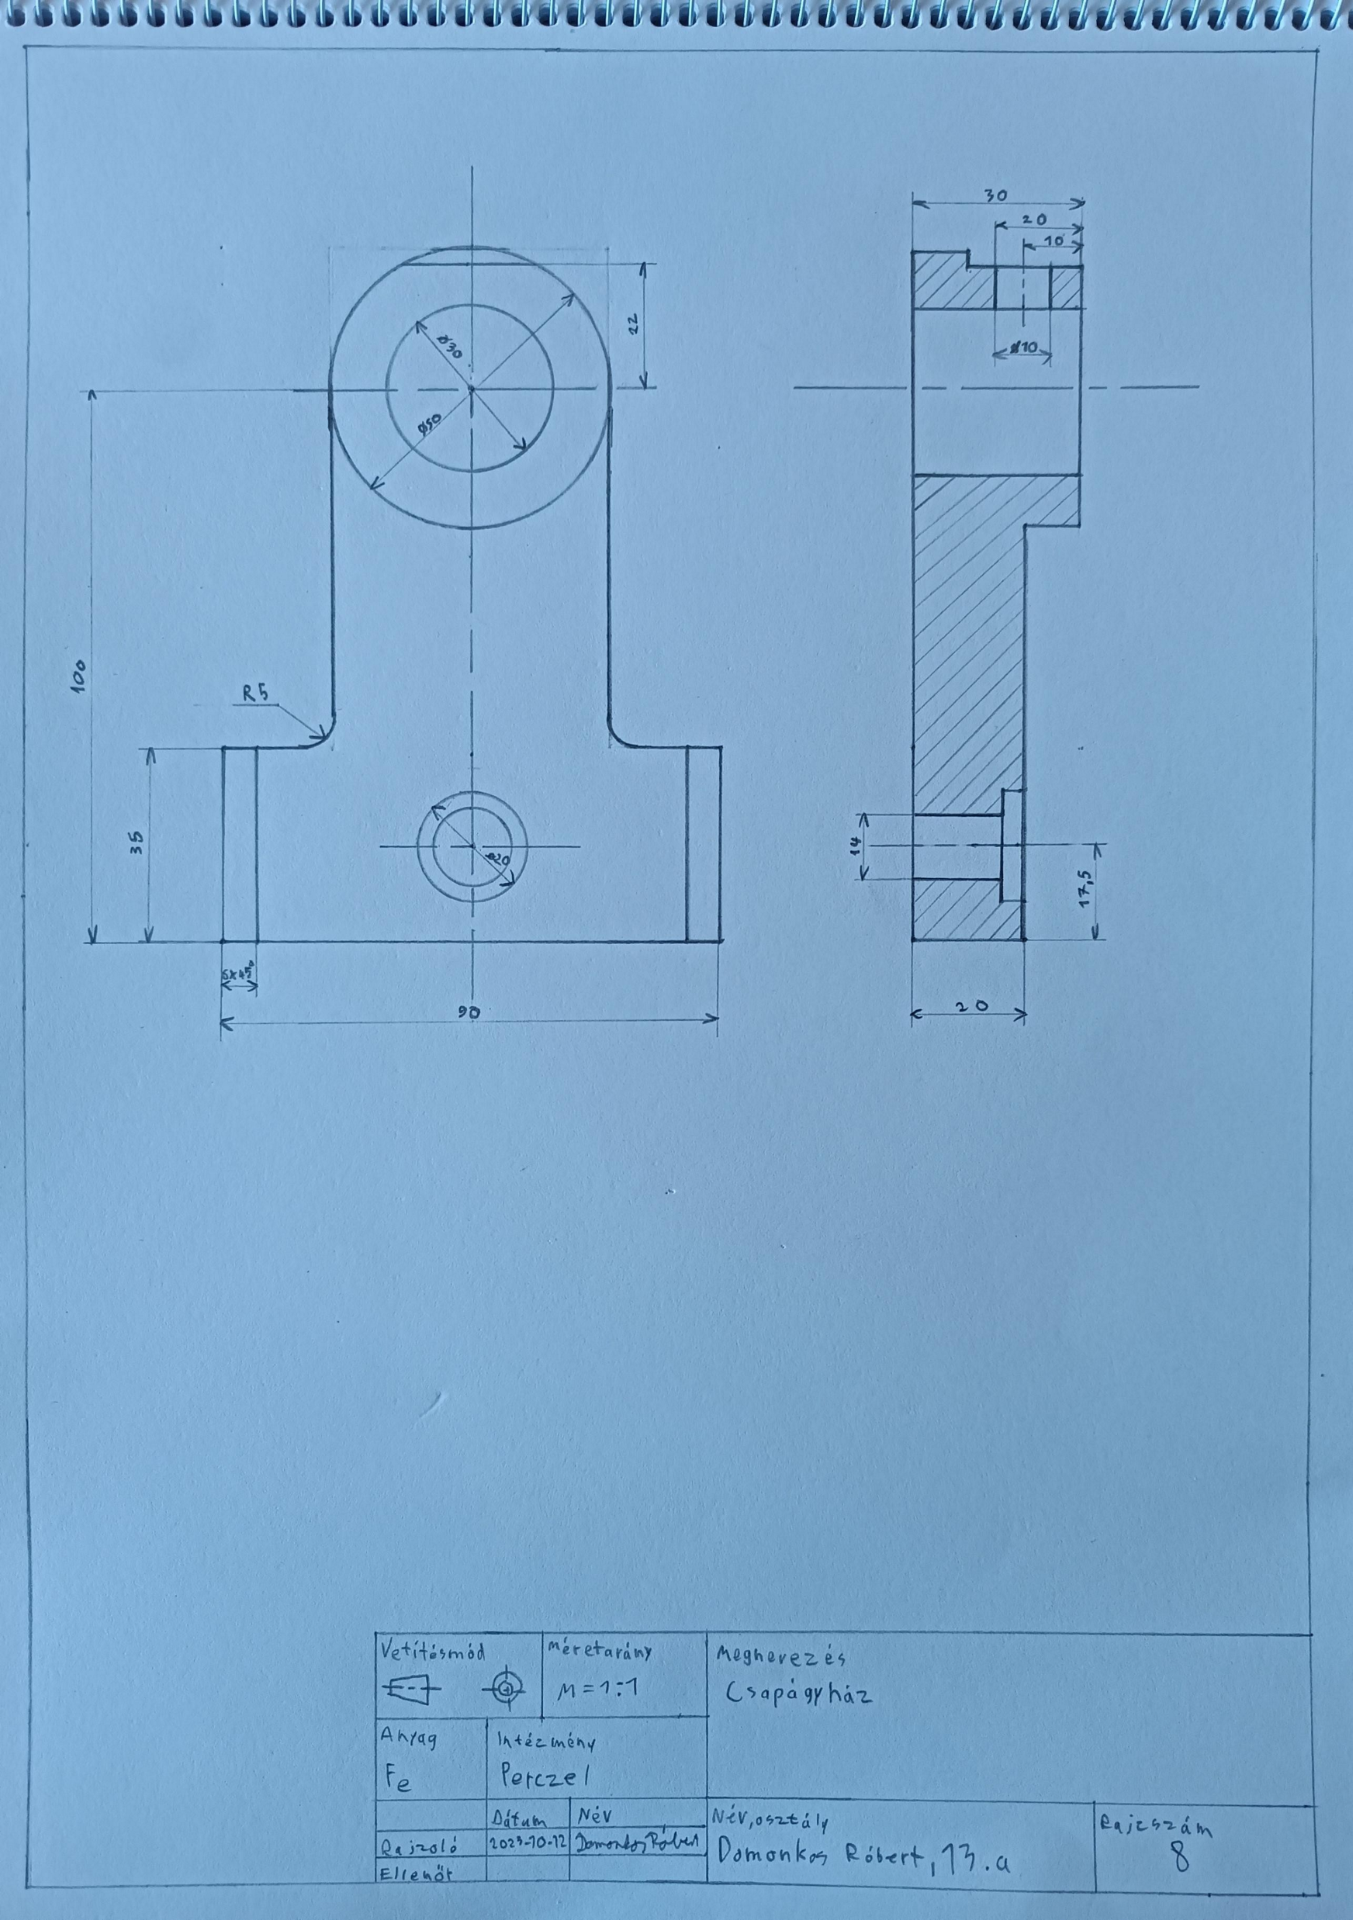 30
20
10
22
ø30
ø50
ø10
100
R5
35
ø20
14
17,5
90
20
Vetítésmód
Méretarány
M = 1:1
Megnevezés
Csapágyház
Anyag
Fe
Intézmény
Perczel
Dátum
Név
Név, osztály
Rajzszám
Rajzoló
2023-10-12
Domonkos Róbert
Domonkos Róbert, 13.a
8
Ellenőr